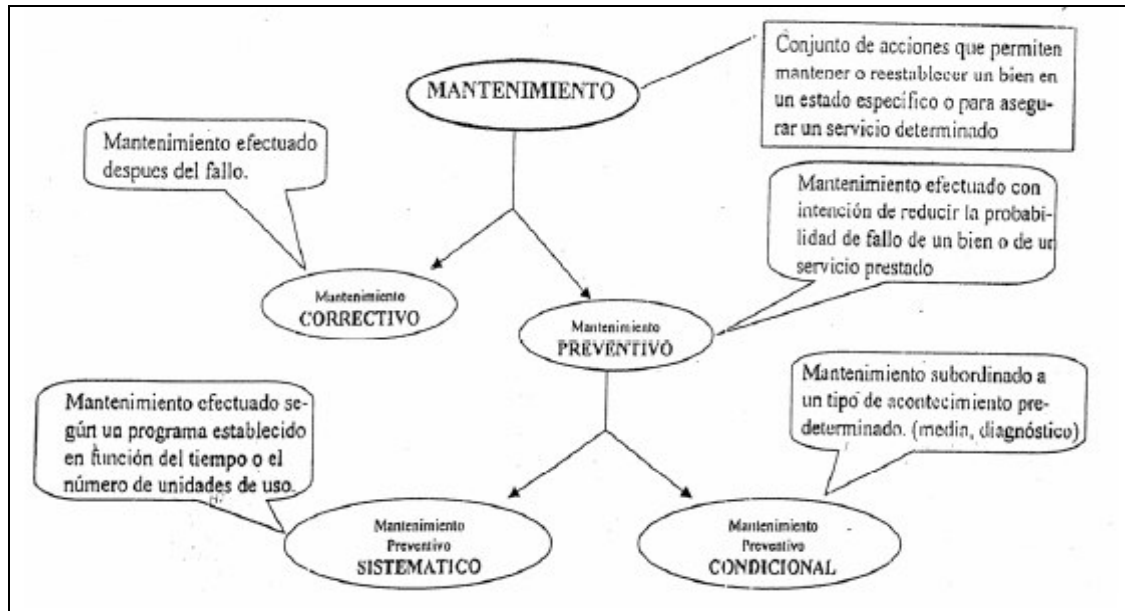 MANTENIMIENTO
Conjunto de acciones que permiten
mantener o reestablecer un bien en
un estado específico o para asegu-
rar un servicio determinado
Mantenimiento efectuado
despues del fallo.
Mantenimiento efectuado con
intención de reducir la probabi-
lidad de fallo de un bien o de un
servicio prestado
Mantenimiento
CORRECTIVO
Mantenimiento
PREVENTIVO
Mantenimiento efectuado se-
gún un programa establecido
en función del tiempo o el
número de unidades de uso.
Mantenimiento subordinado a
un tipo de acontecimiento pre-
determinado. (medin, diagnóstico)
Mantenimiento
Preventivo
SISTEMATICO
Mantenimiento
Preventivo
CONDICIONAL